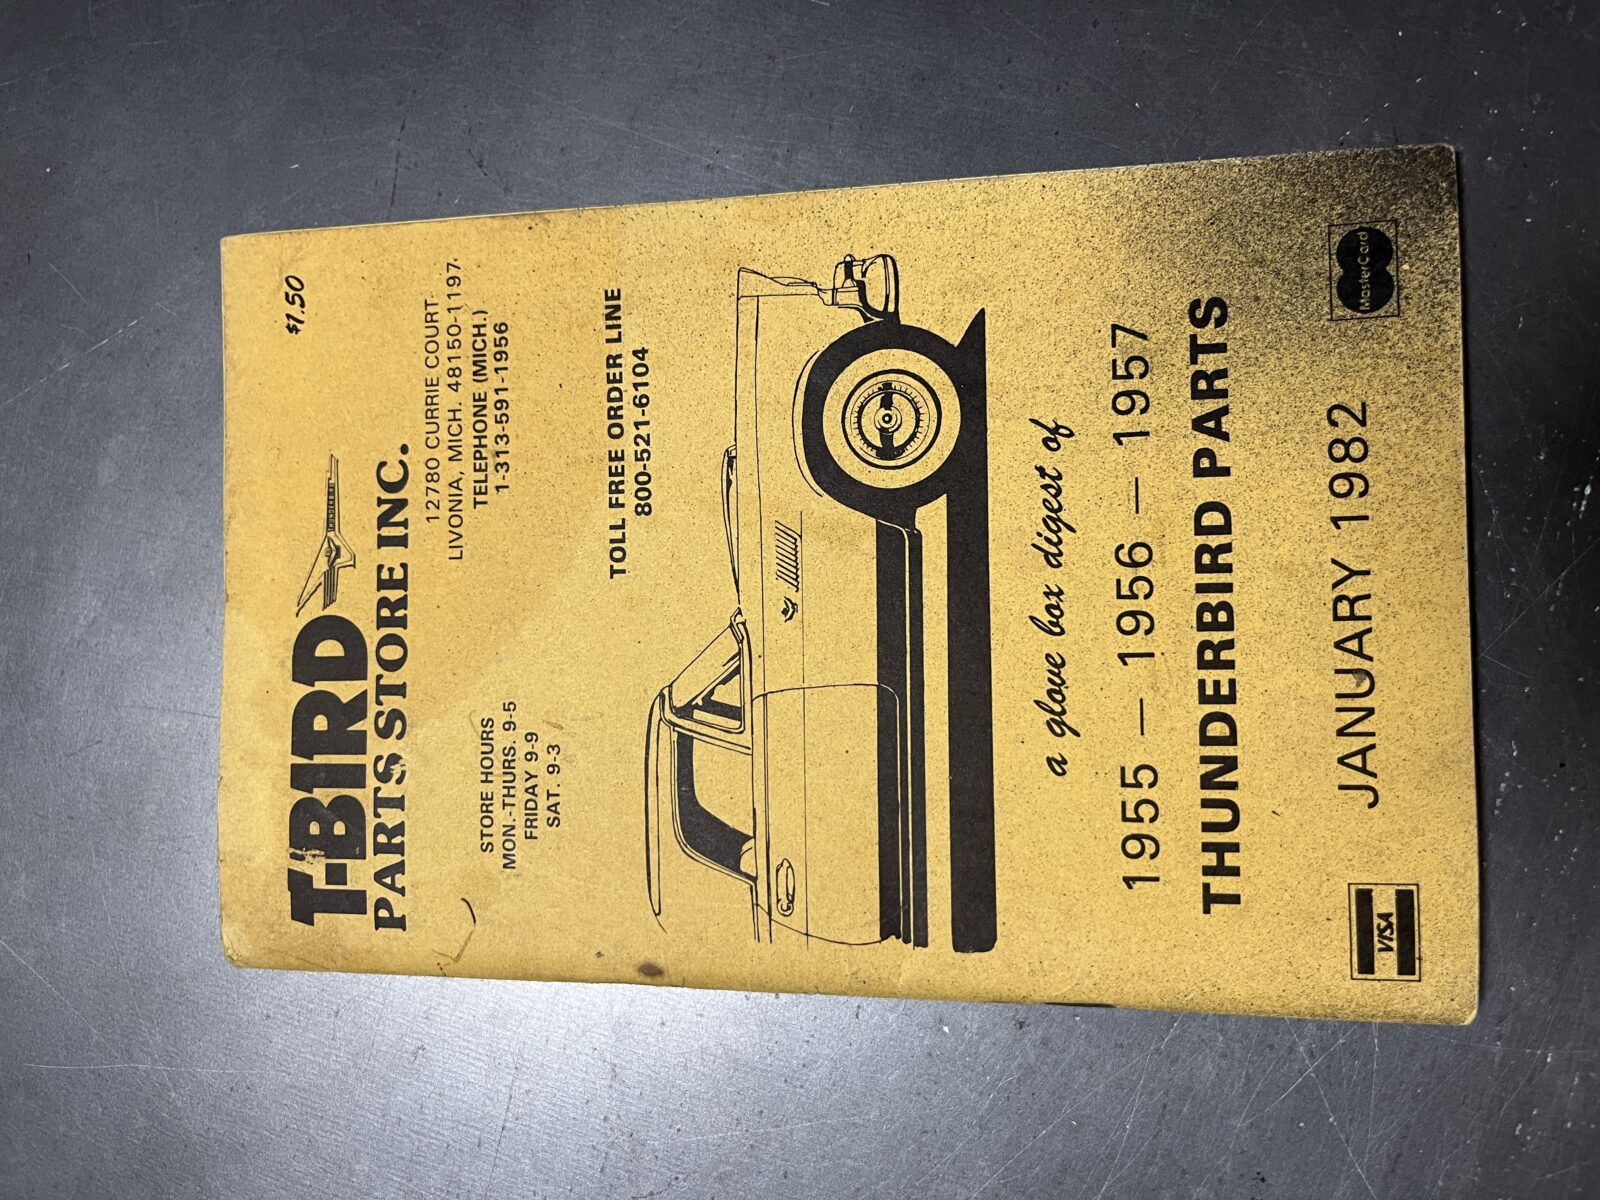 $1.50
T-BIRD
THUNDERBIRD
PARTS STORE INC.
12780 CURRIE COURT
LIVONIA, MICH. 48150-1197
TELEPHONE (MICH.)
1-313-591-1956
STORE HOURS
MON.-THURS. 9-5
FRIDAY 9-9
SAT. 9-3
TOLL FREE ORDER LINE
800-521-6104
a glove box digest of
1955 — 1956 — 1957
THUNDERBIRD PARTS
VISA
JANUARY 1982
MasterCard